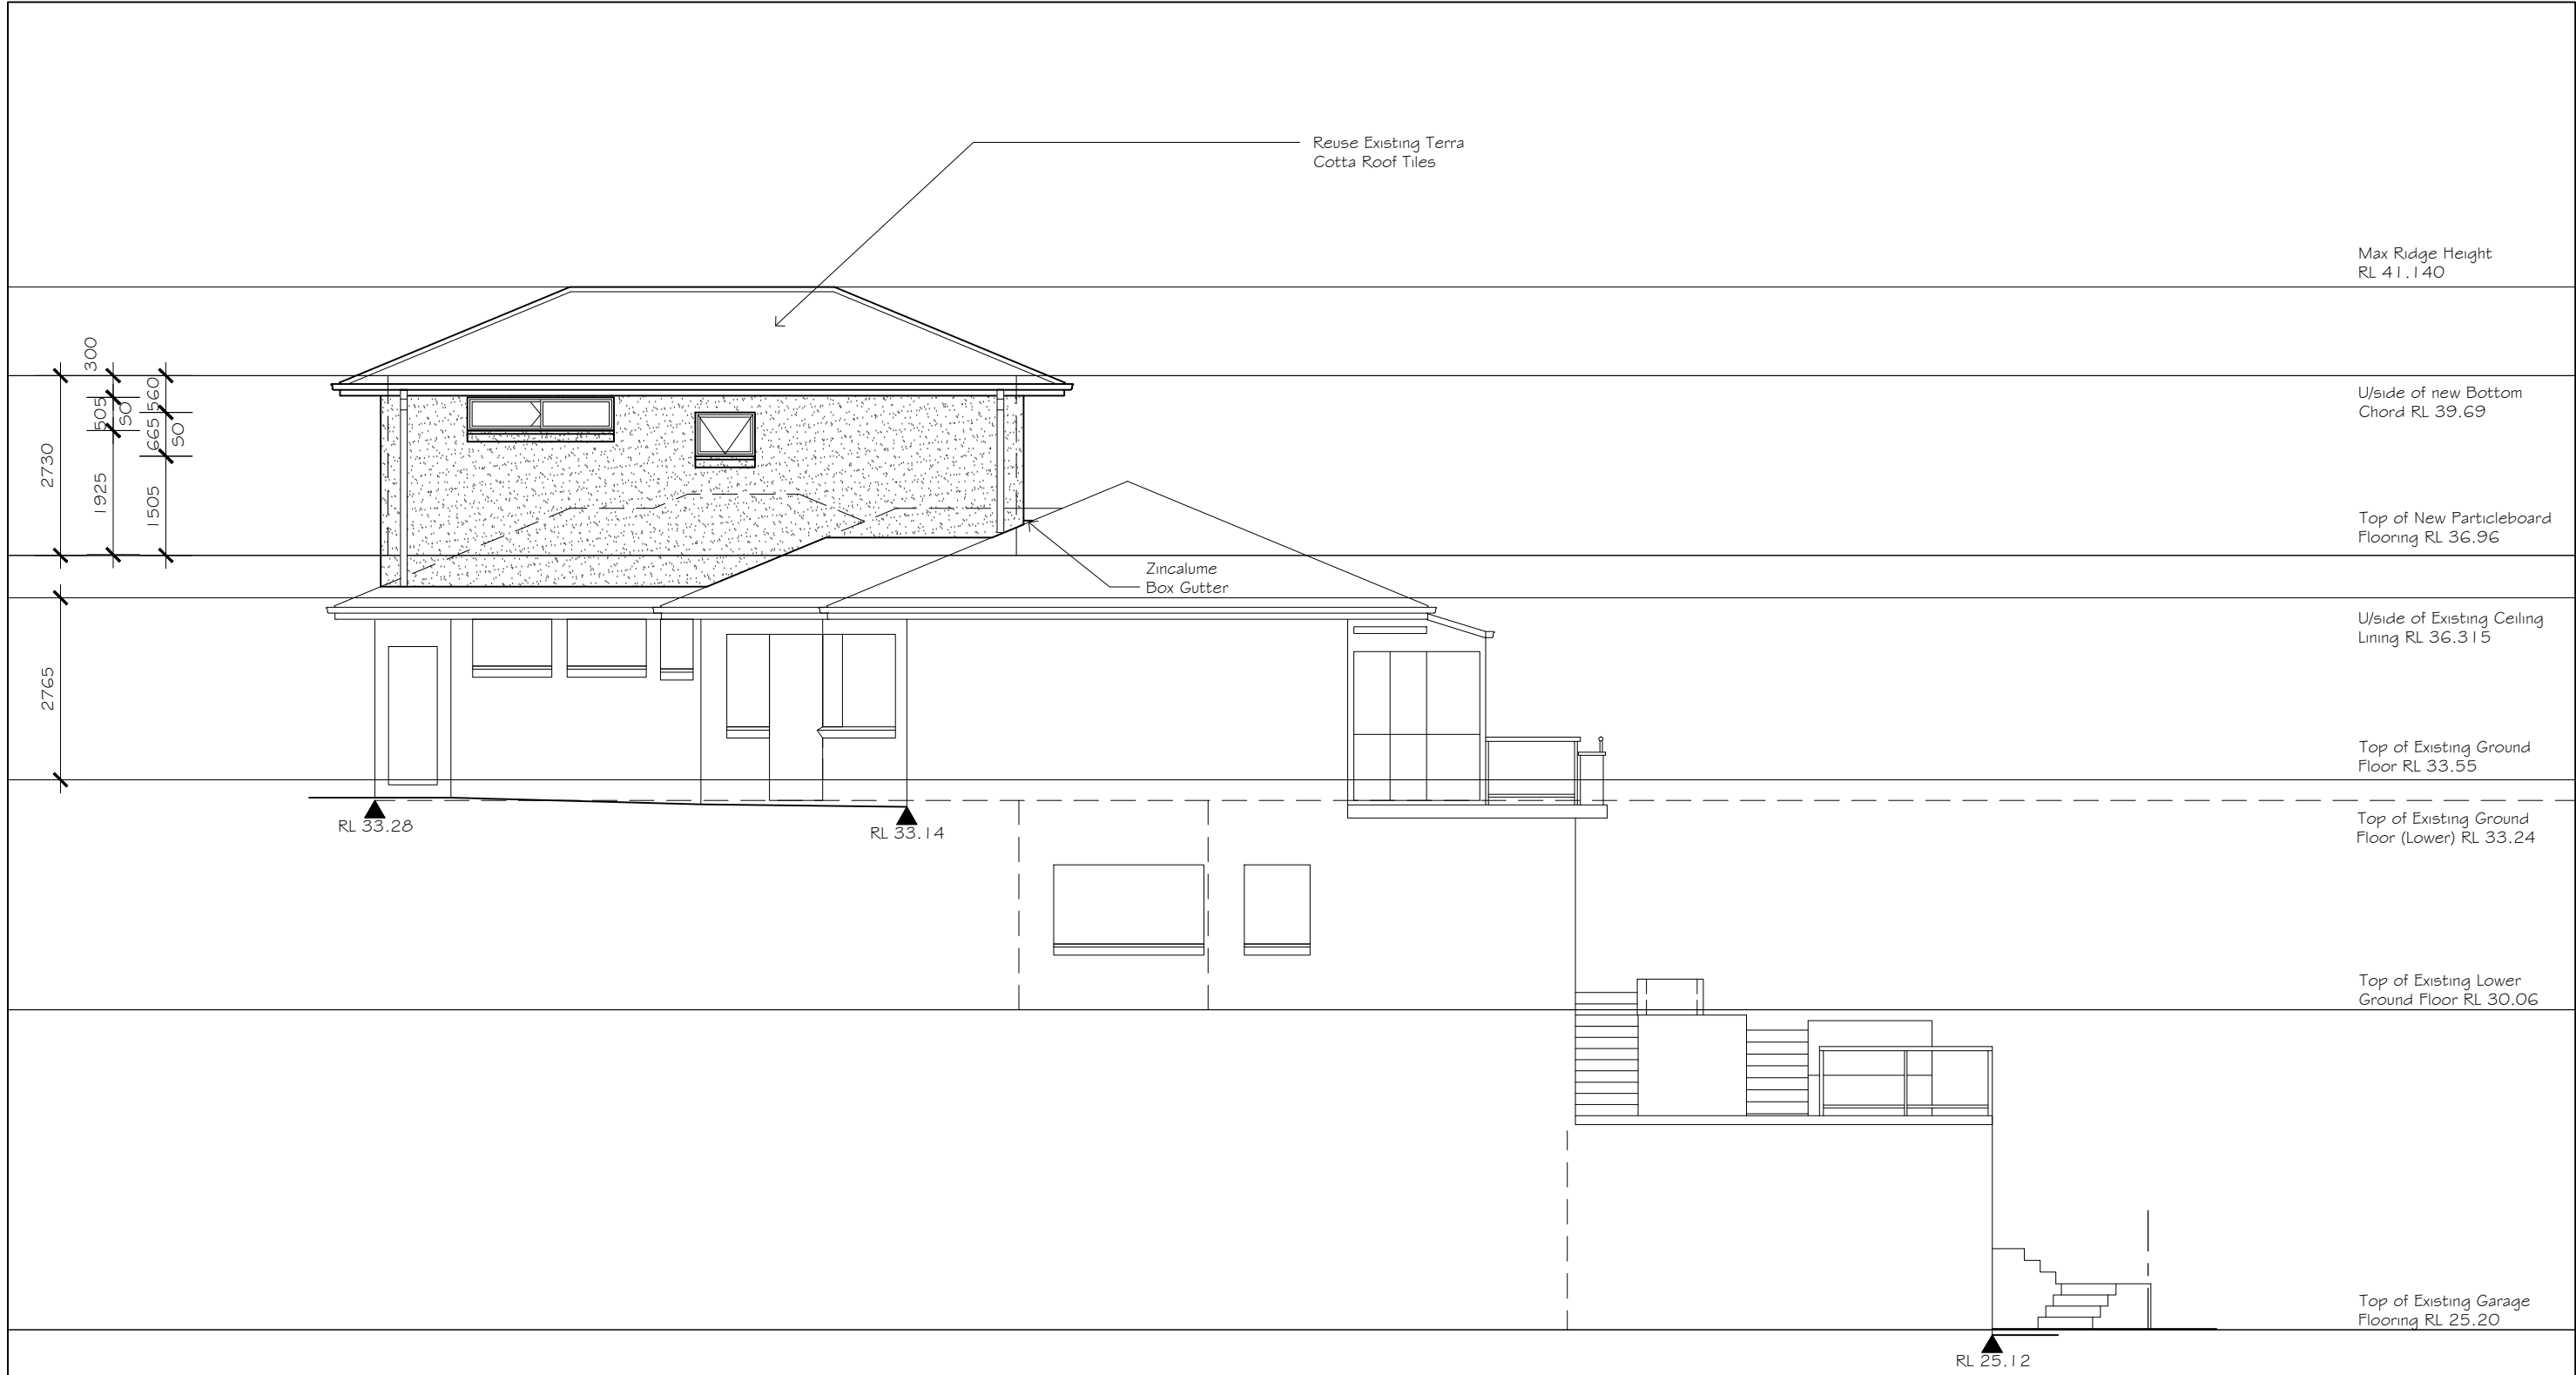 Reuse Existing Terra
Cotta Roof Tiles
Max Ridge Height
RL 41.140
300
560
505
50
665
50
2730
1925
1505
U/side of new Bottom
Chord RL 39.69
Top of New Particleboard
Flooring RL 36.96
Zincalume
Box Gutter
U/side of Existing Ceiling
Lining RL 36.315
2765
Top of Existing Ground
Floor RL 33.55
RL 33.28
RL 33.14
Top of Existing Ground
Floor (Lower) RL 33.24
Top of Existing Lower
Ground Floor RL 30.06
Top of Existing Garage
Flooring RL 25.20
RL 25.12